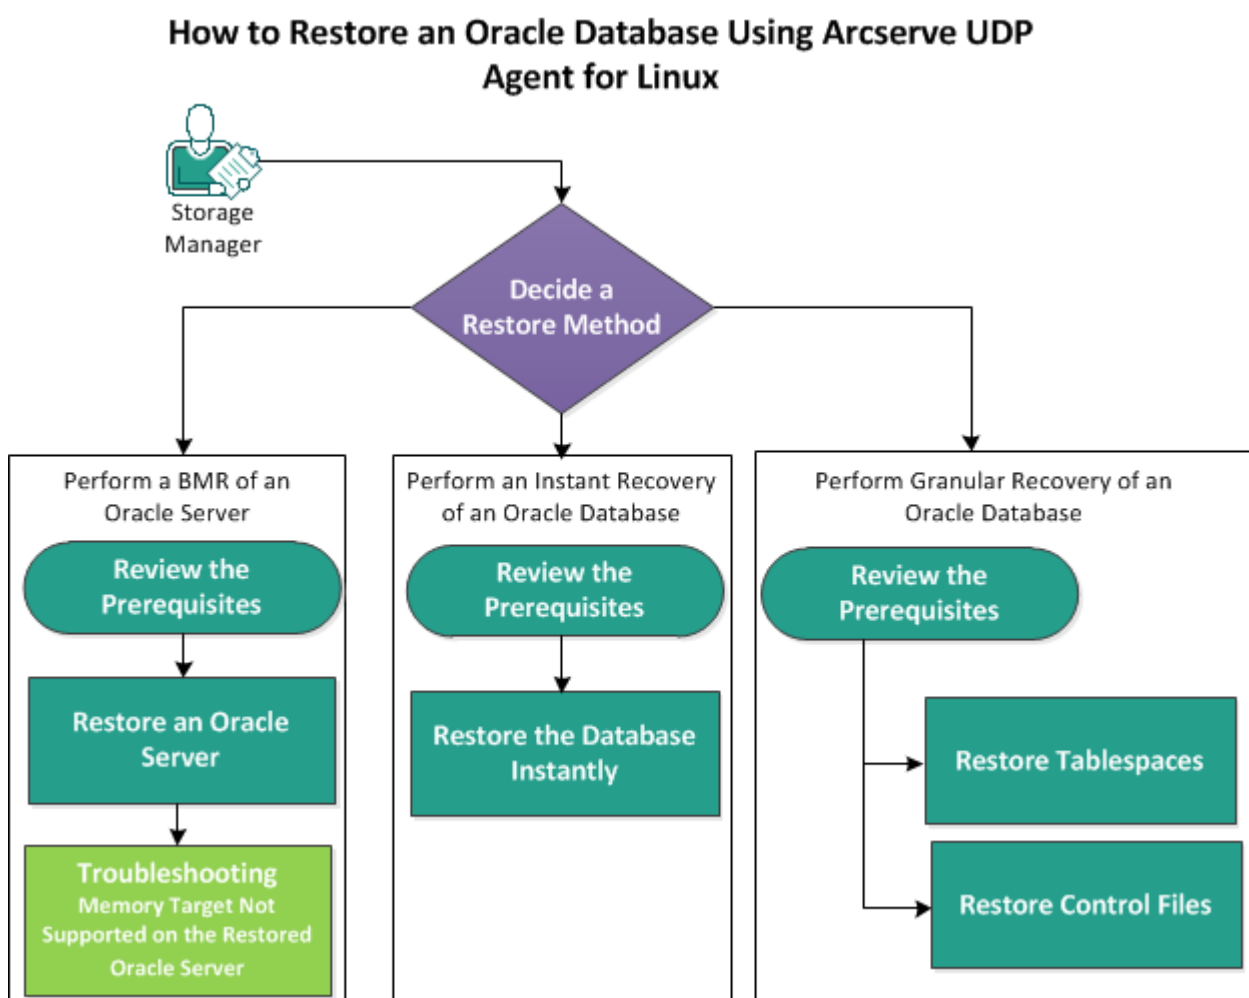 How to Restore an Oracle Database Using Arcserve UDP
Agent for Linux
Storage
Manager
Decide a
Restore Method
Perform a BMR of an
Oracle Server
Review the
Prerequisites
Restore an Oracle
Server
Troubleshooting
Memory Target Not
Supported on the Restored
Oracle Server
Perform an Instant Recovery
of an Oracle Database
Review the
Prerequisites
Restore the Database
Instantly
Perform Granular Recovery of an
Oracle Database
Review the
Prerequisites
Restore Tablespaces
Restore Control Files